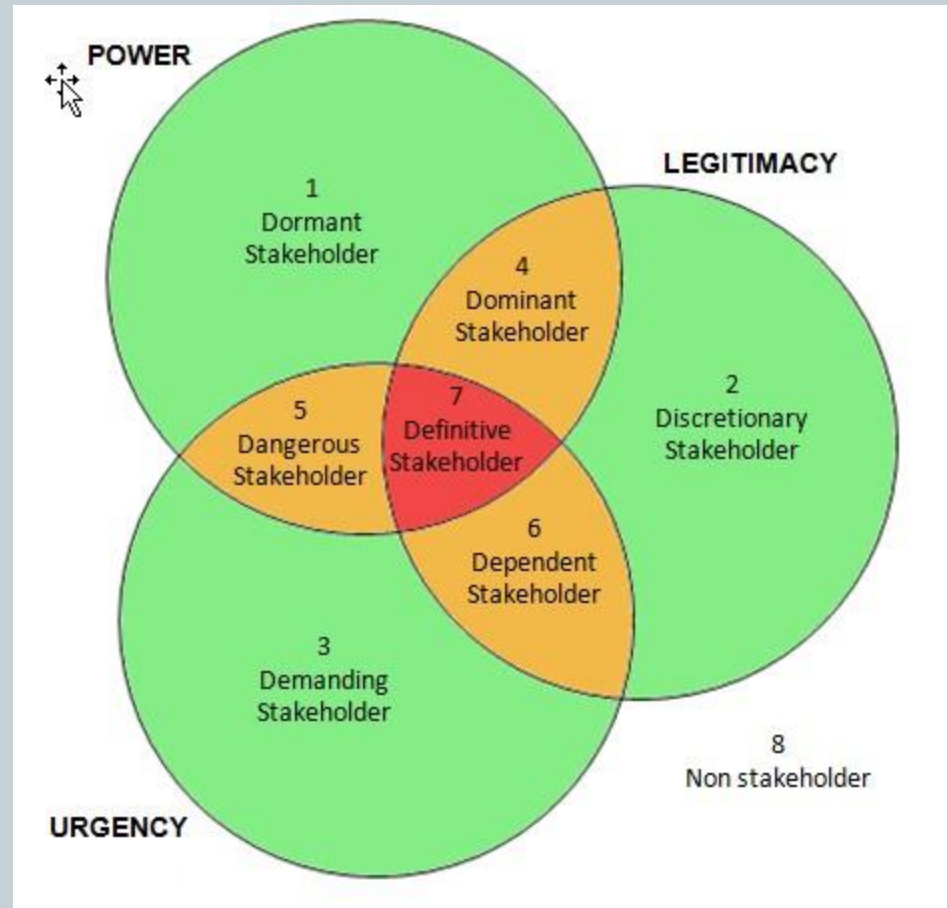 POWER
LEGITIMACY
1
Dormant
Stakeholder
4
Dominant
Stakeholder
2
Discretionary
Stakeholder
5
Dangerous
Stakeholder
7
Definitive
Stakeholder
6
Dependent
Stakeholder
3
Demanding
Stakeholder
8
Non stakeholder
URGENCY